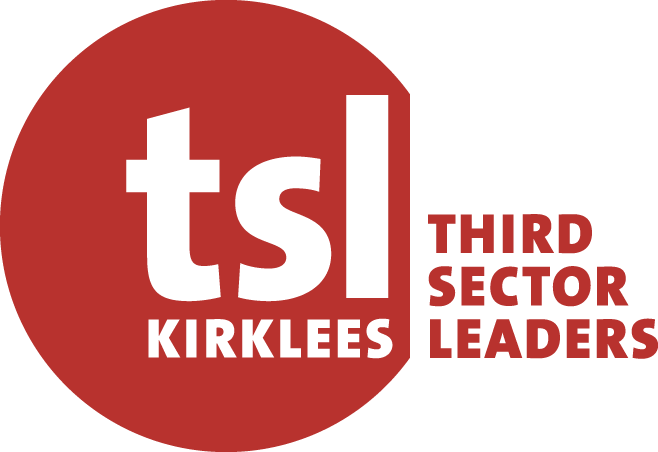 tsl
KIRKLEES
THIRD
SECTOR
LEADERS